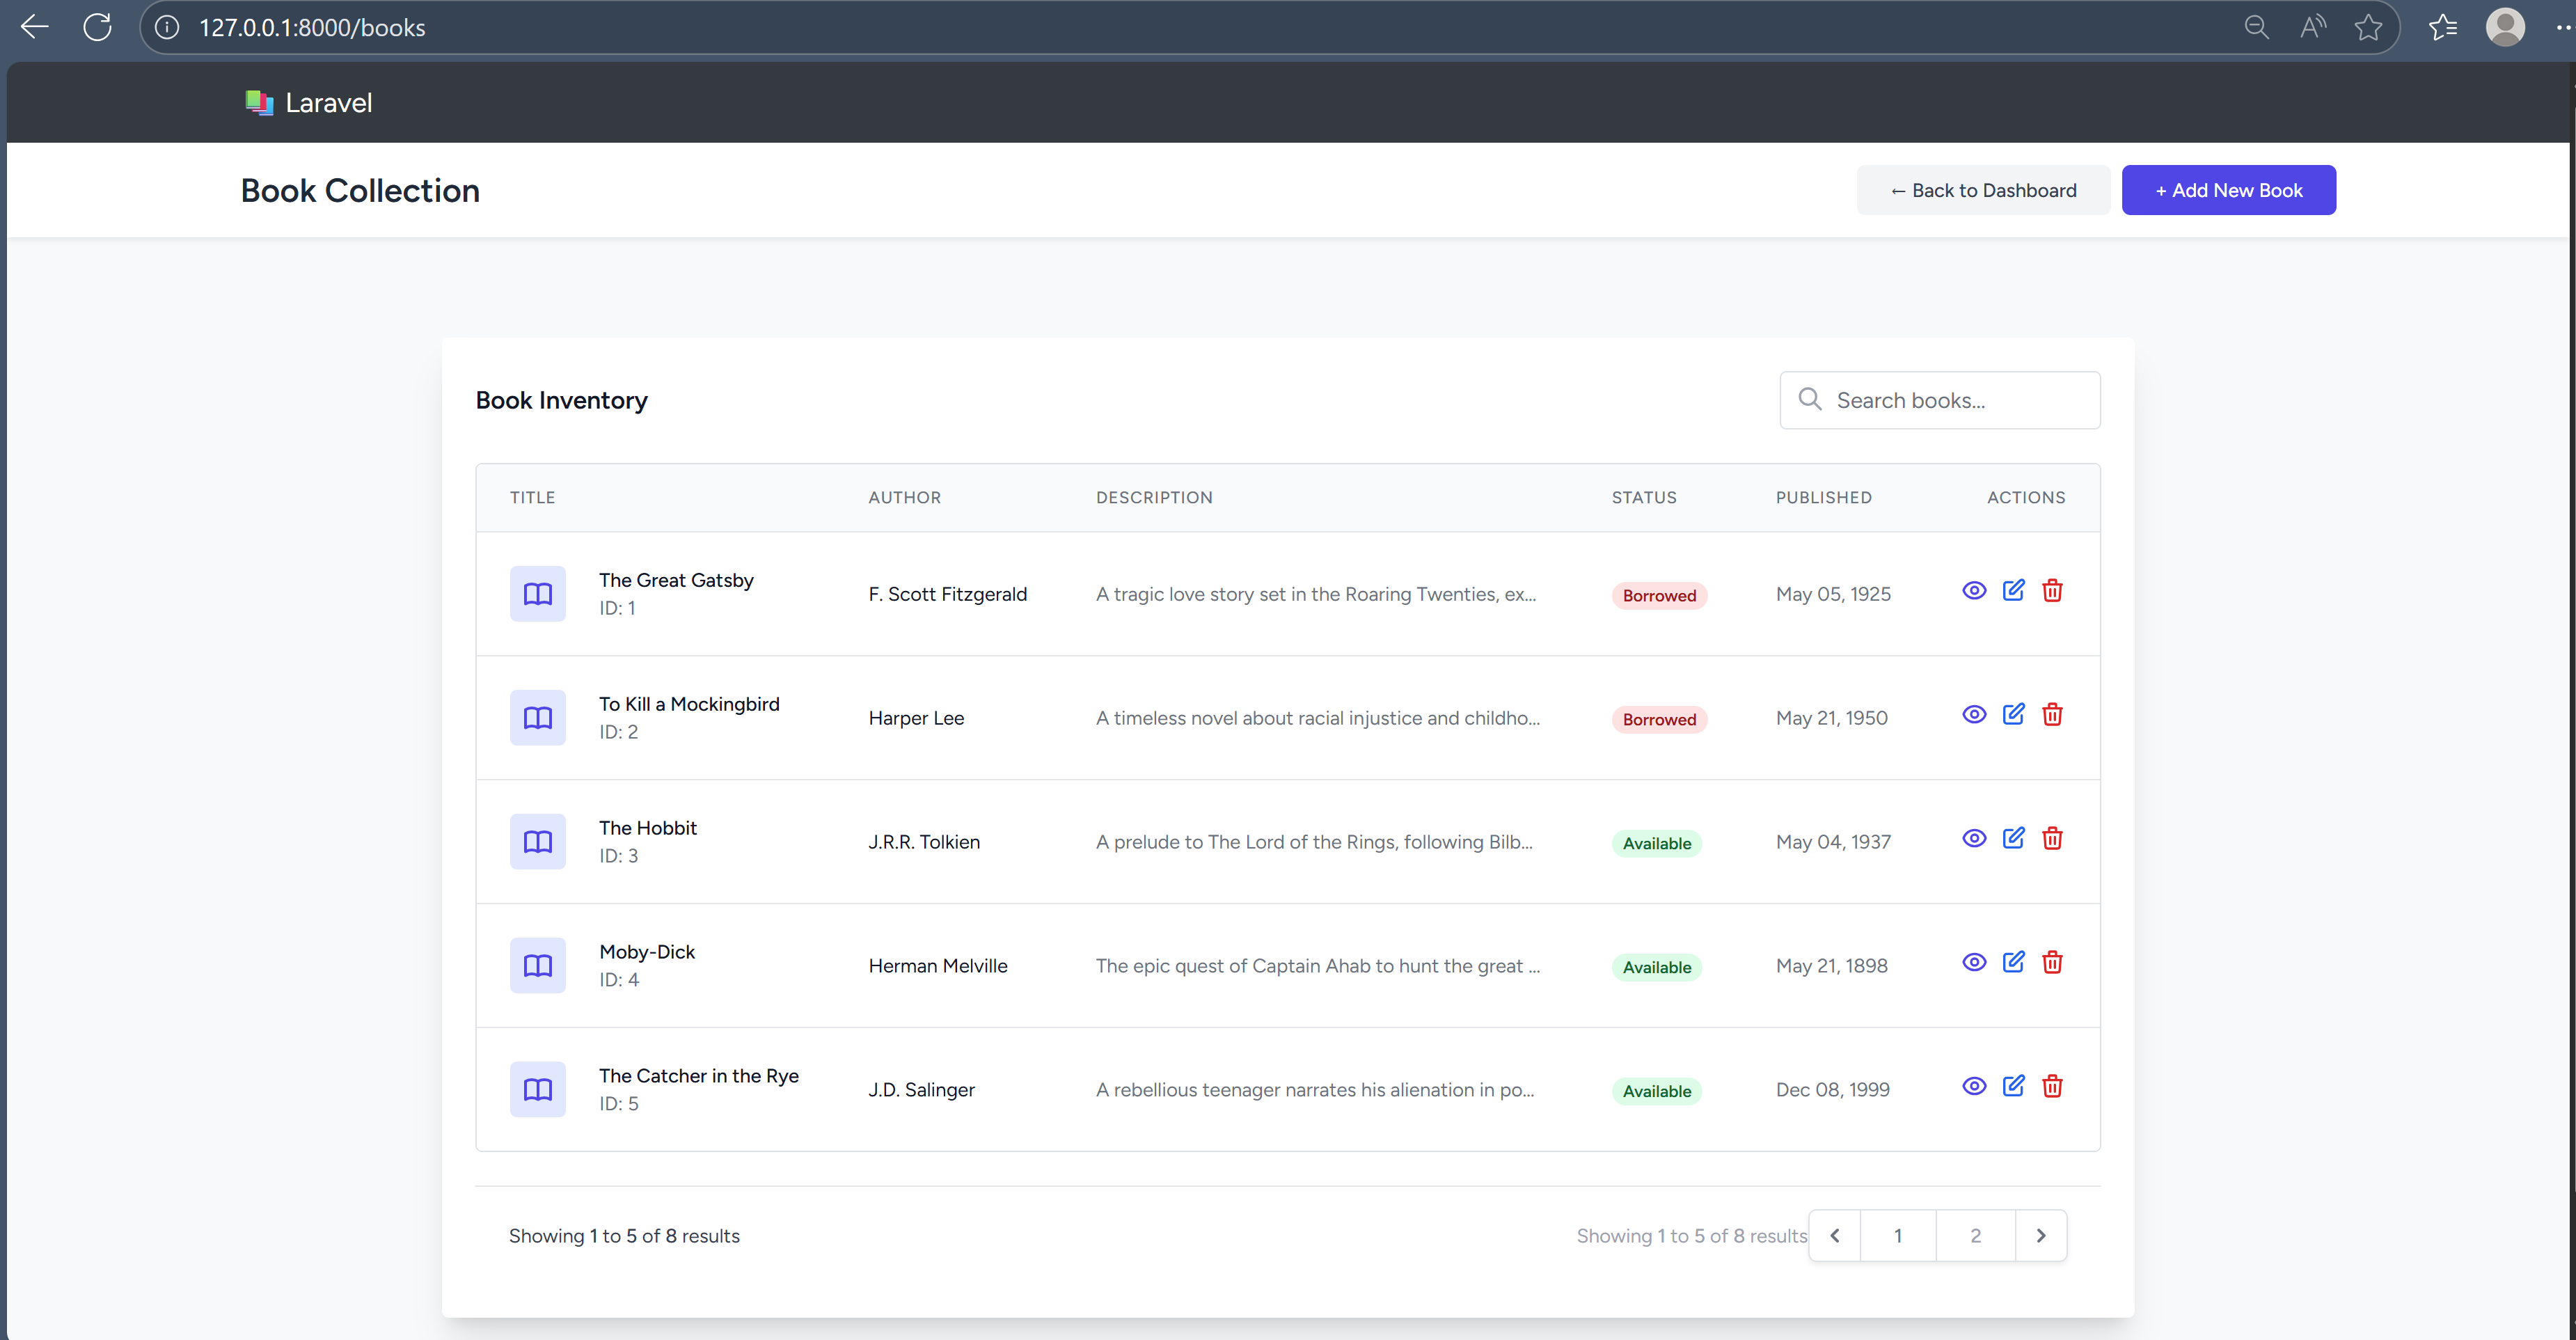 127.0.0.1:8000/books
Laravel
Book Collection
← Back to Dashboard
+ Add New Book
Book Inventory
Search books...
TITLE AUTHOR DESCRIPTION STATUS PUBLISHED ACTIONS
The Great Gatsby
ID: 1
F. Scott Fitzgerald
A tragic love story set in the Roaring Twenties, ex...
Borrowed
May 05, 1925
To Kill a Mockingbird
ID: 2
Harper Lee
A timeless novel about racial injustice and childho...
Borrowed
May 21, 1950
The Hobbit
ID: 3
J.R.R. Tolkien
A prelude to The Lord of the Rings, following Bilb...
Available
May 04, 1937
Moby-Dick
ID: 4
Herman Melville
The epic quest of Captain Ahab to hunt the great ...
Available
May 21, 1898
The Catcher in the Rye
ID: 5
J.D. Salinger
A rebellious teenager narrates his alienation in po...
Available
Dec 08, 1999
Showing 1 to 5 of 8 results
Showing 1 to 5 of 8 results
1 2